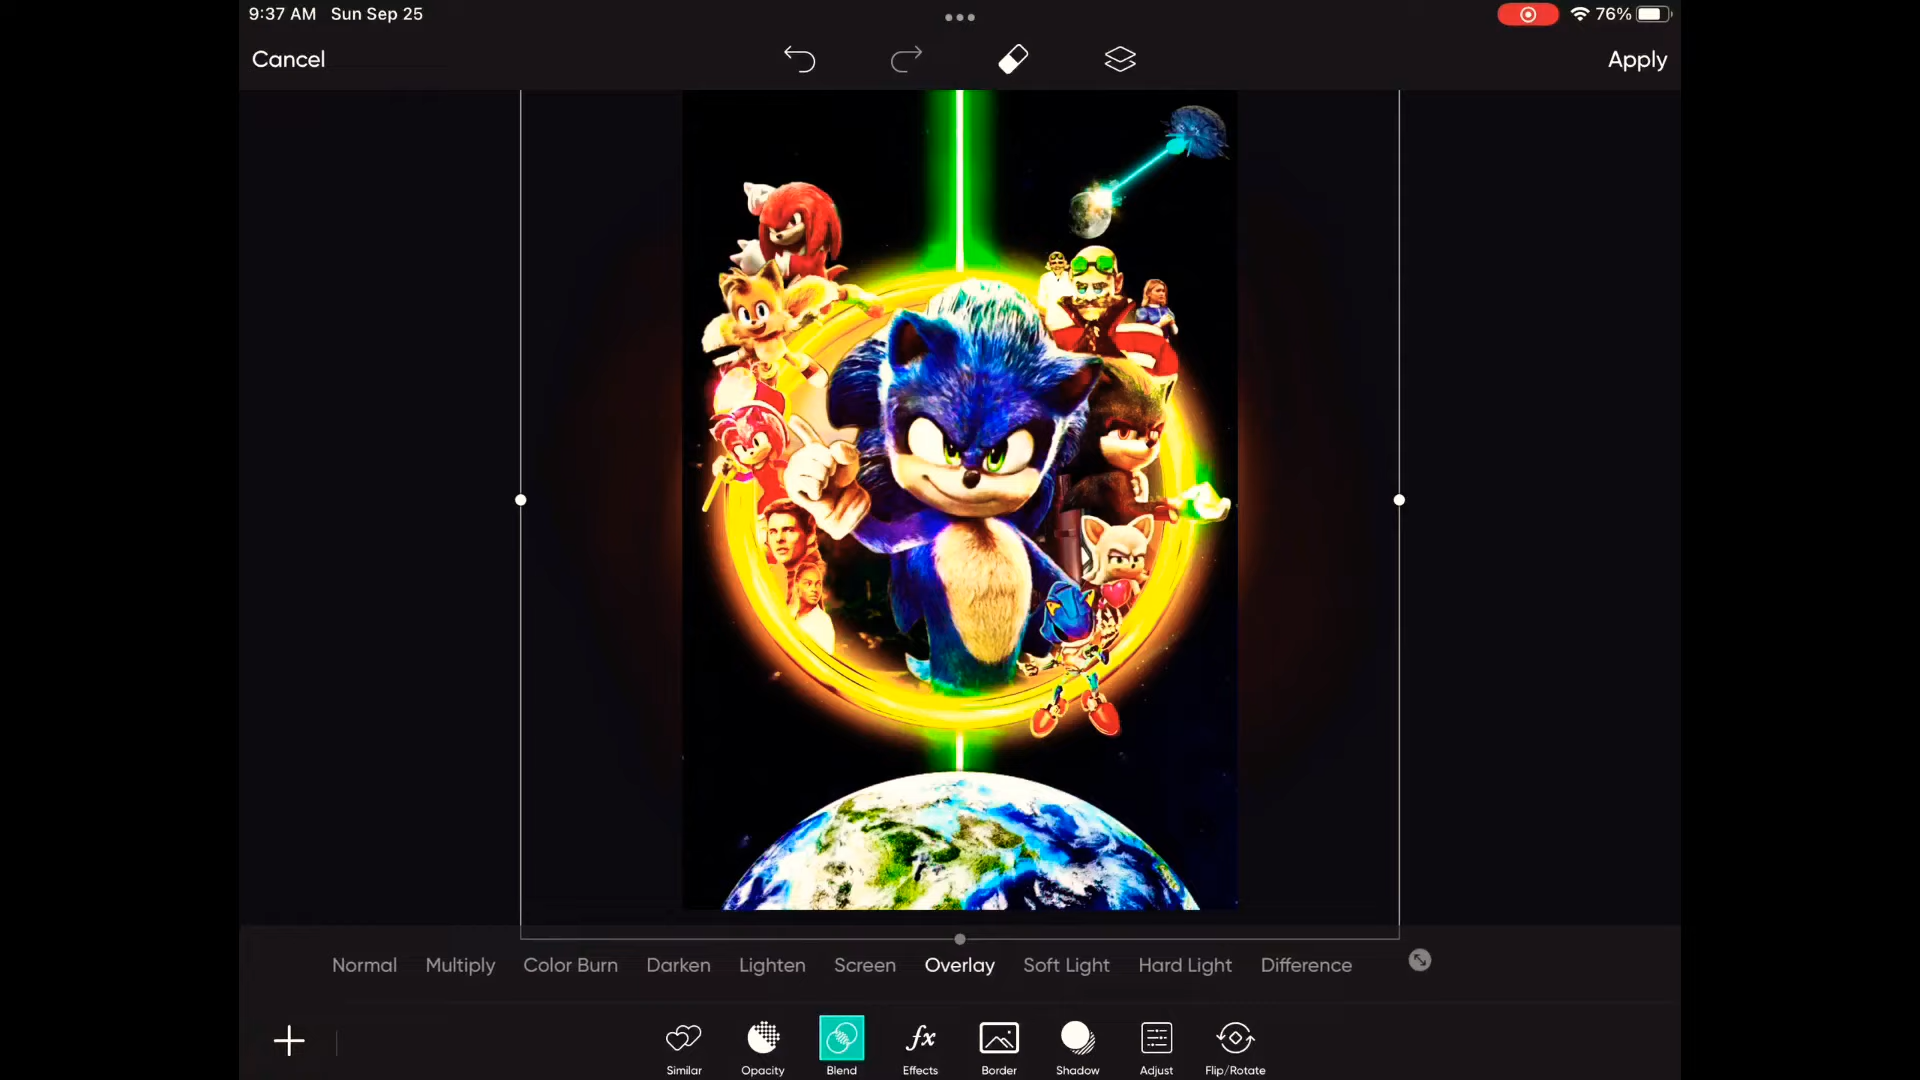 9:37 AM Sun Sep 25
76%
Cancel
Apply
Normal Multiply Color Burn Darken Lighten Screen Overlay Soft Light Hard Light Difference
Similar Opacity Blend Effects Border Shadow Adjust Flip/Rotate
fx